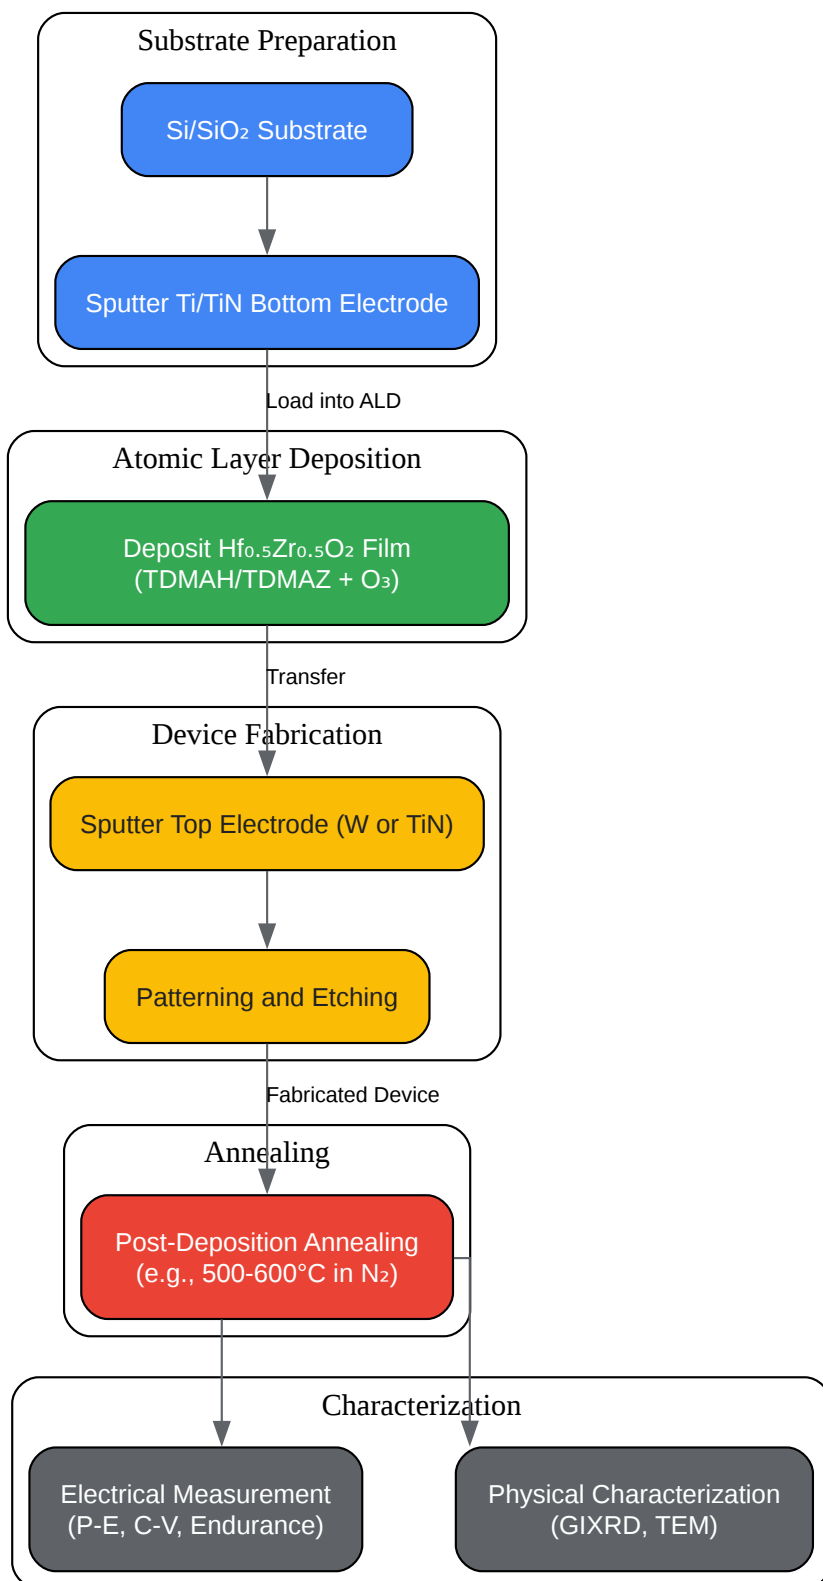 Substrate Preparation
Si/SiO₂ Substrate
Sputter Ti/TiN Bottom Electrode
Load into ALD
Atomic Layer Deposition
Deposit Hf₀.₅Zr₀.₅O₂ Film
(TDMAH/TDMAZ + O₃)
Transfer
Device Fabrication
Sputter Top Electrode (W or TiN)
Patterning and Etching
Fabricated Device
Annealing
Post-Deposition Annealing
(e.g., 500-600°C in N₂)
Characterization
Electrical Measurement
(P-E, C-V, Endurance)
Physical Characterization
(GIXRD, TEM)